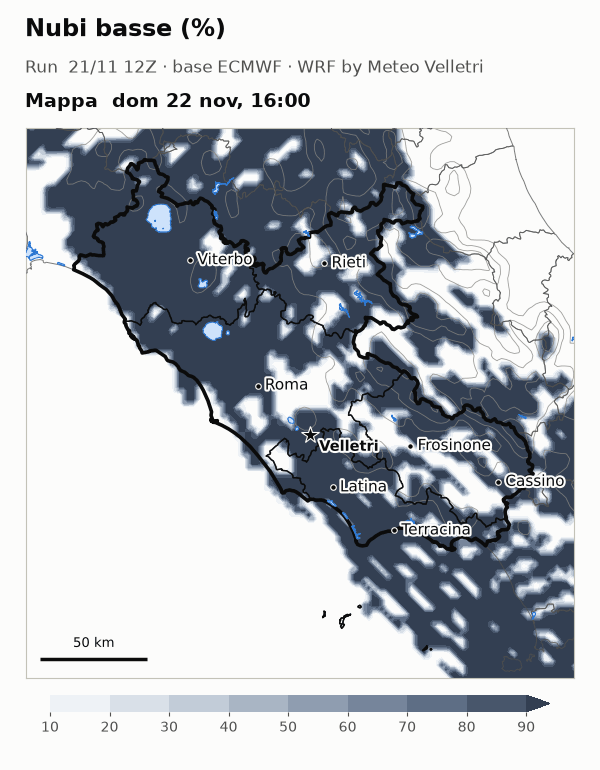 Nubi basse (%)
Run  21/11 12Z · base ECMWF · WRF by Meteo Velletri
Mappa  dom 22 nov, 16:00
Viterbo
Rieti
Roma
Velletri
Frosinone
Latina
Cassino
Terracina
50 km
10 20 30 40 50 60 70 80 90